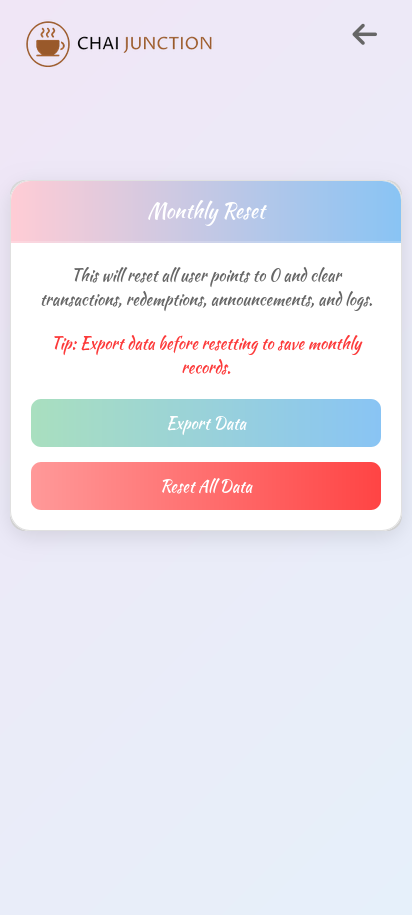 CHAI JUNCTION
Monthly Reset
This will reset all user points to 0 and clear
transactions, redemptions, announcements, and logs.
Tip: Export data before resetting to save monthly
records.
Export Data
Reset All Data